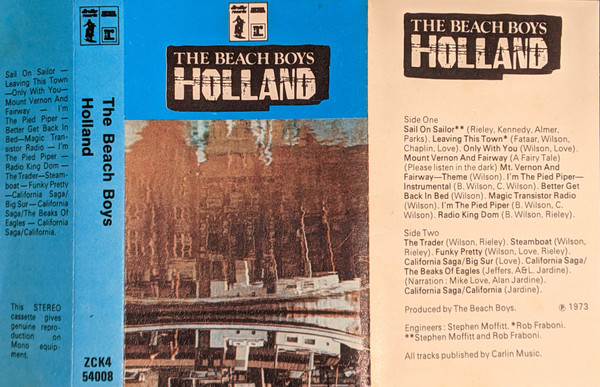 Sail On Sailor —
Leaving This Town
—Only With You—
Mount Vernon And
Fairway — I'm
The Pied Piper —
Better Get Back In
Bed—Magic Tran-
sistor Radio — I'm
The Pied Piper —
Radio King Dom —
The Trader—Steam-
boat — Funky Pretty
—California Saga/
Big Sur — California
Saga/The Beaks Of
Eagles — California
Saga/California.
This STEREO
cassette gives
genuine repro-
duction on
Mono equip-
ment.
The Beach Boys
Holland
ZCK4
54008
THE BEACH BOYS
HOLLAND
THE BEACH BOYS
HOLLAND
Side One
Sail On Sailor** (Rieley, Kennedy, Almer,
Parks). Leaving This Town* (Fataar, Wilson,
Chaplin, Love). Only With You (Wilson, Love).
Mount Vernon And Fairway (A Fairy Tale)
(Please listen in the dark) Mt. Vernon And
Fairway—Theme (Wilson). I'm The Pied Piper—
Instrumental (B. Wilson, C. Wilson). Better Get
Back In Bed (Wilson). Magic Transistor Radio
(Wilson). I'm The Pied Piper (B. Wilson, C.
Wilson). Radio King Dom (B. Wilson, Rieley).
Side Two
The Trader (Wilson, Rieley). Steamboat (Wilson,
Rieley). Funky Pretty (Wilson, Love, Rieley).
California Saga/Big Sur (Love). California Saga/
The Beaks Of Eagles (Jeffers, A&L. Jardine).
(Narration: Mike Love, Alan Jardine).
California Saga/California (Jardine).
Produced by The Beach Boys. ℗ 1973
Engineers: Stephen Moffitt. *Rob Fraboni.
**Stephen Moffitt and Rob Fraboni.
All tracks published by Carlin Music.